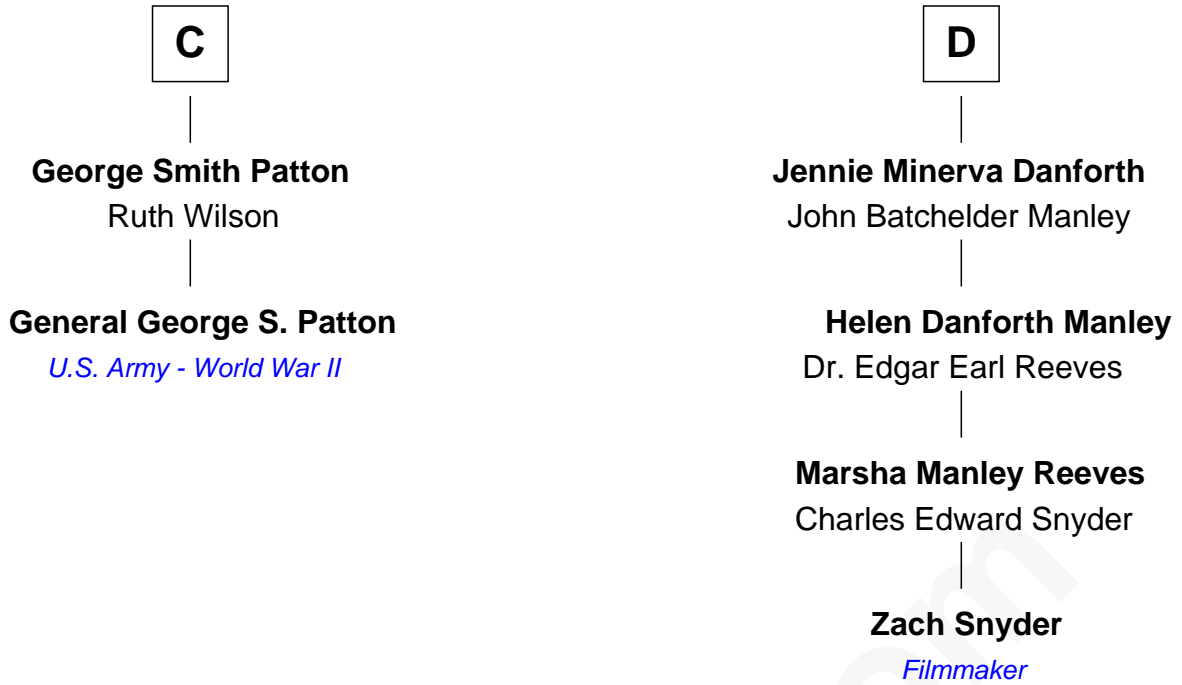 C
George Smith Patton
Ruth Wilson
General George S. Patton
U.S. Army - World War II
D
Jennie Minerva Danforth
John Batchelder Manley
Helen Danforth Manley
Dr. Edgar Earl Reeves
Marsha Manley Reeves
Charles Edward Snyder
Zach Snyder
Filmmaker